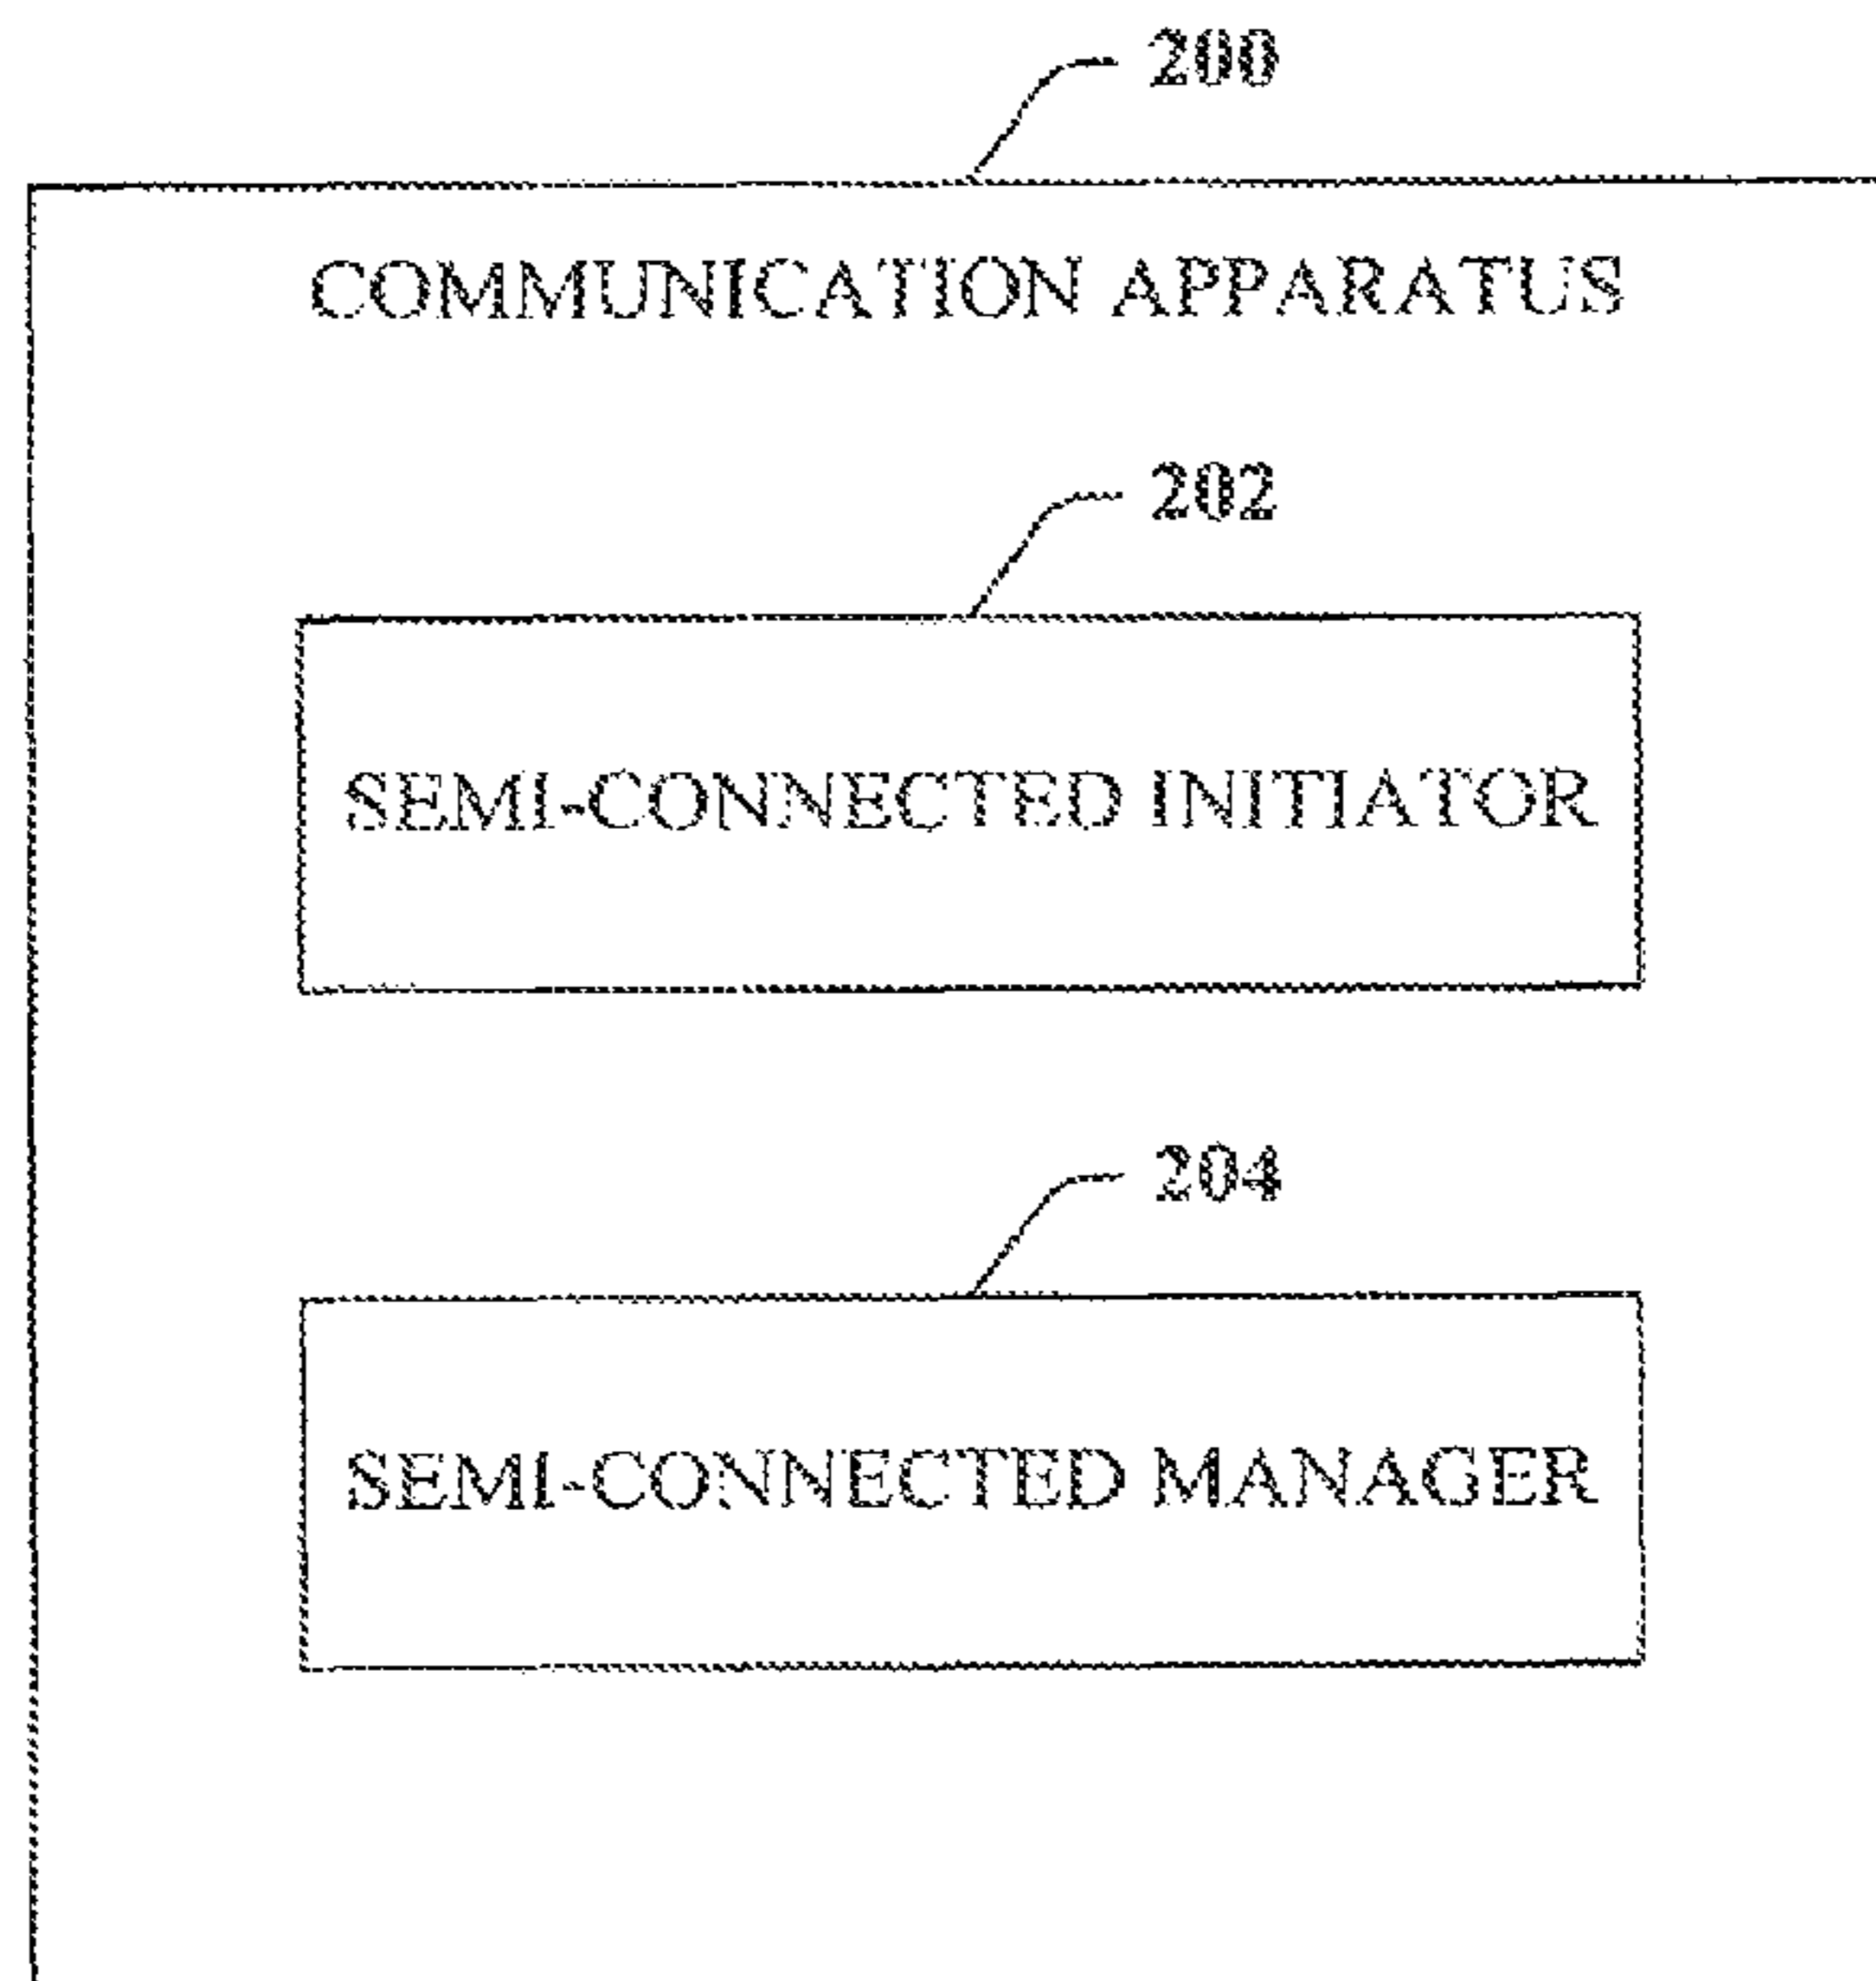 200
COMMUNICATION APPARATUS
202
SEMI-CONNECTED INITIATOR
204
SEMI-CONNECTED MANAGER